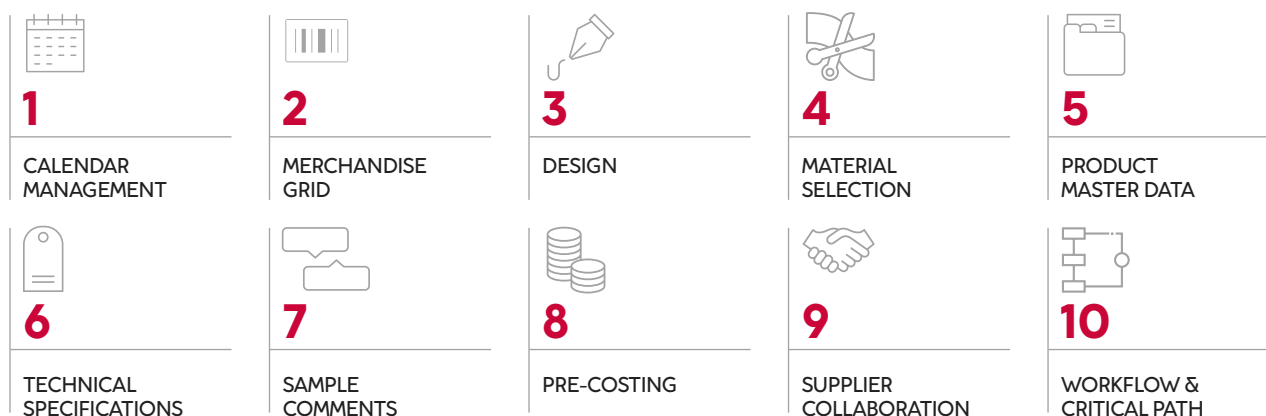 1
CALENDAR
MANAGEMENT
2
MERCHANDISE
GRID
3
DESIGN
4
MATERIAL
SELECTION
5
PRODUCT
MASTER DATA
6
TECHNICAL
SPECIFICATIONS
7
SAMPLE
COMMENTS
8
PRE-COSTING
9
SUPPLIER
COLLABORATION
10
WORKFLOW &
CRITICAL PATH